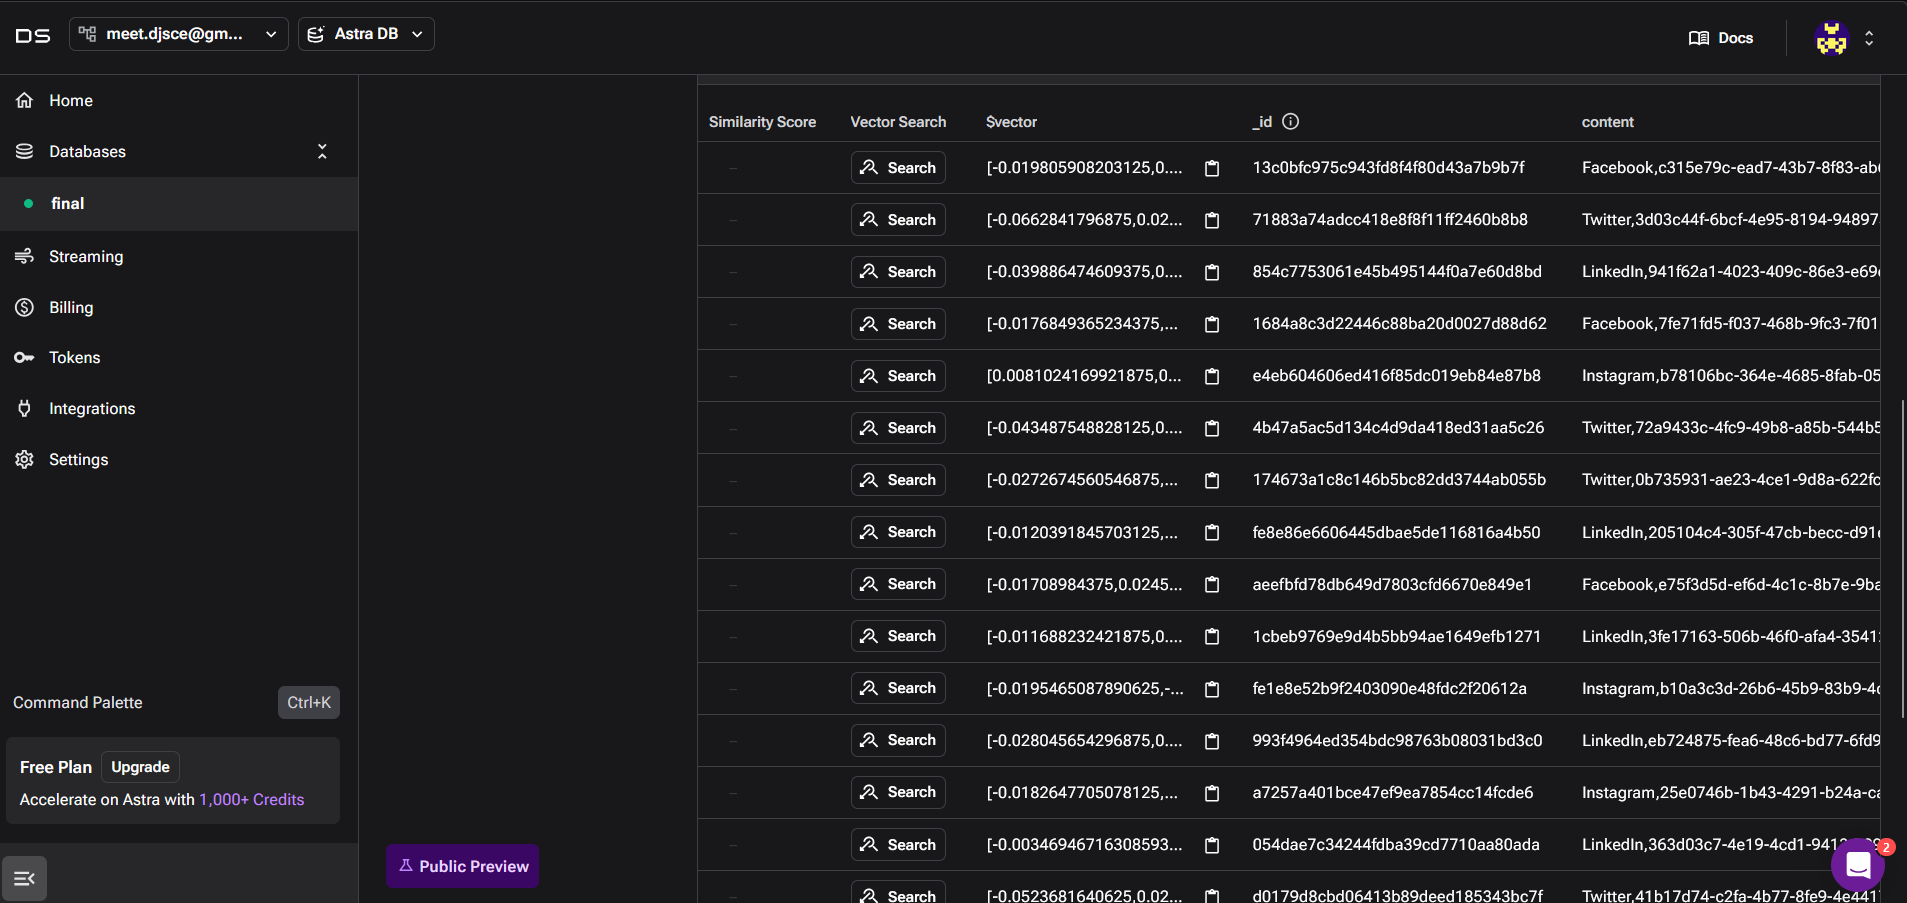 DS meet.djsce@gm... Astra DB Docs
Home
Databases
final
Streaming
Billing
Tokens
Integrations
Settings
Command Palette Ctrl+K
Free Plan Upgrade
Accelerate on Astra with 1,000+ Credits
Public Preview
Similarity Score Vector Search $vector _id content
– Search [-0.019805908203125,0.... 13c0bfc975c943fd8f4f80d43a7b9b7f Facebook,c315e79c-ead7-43b7-8f83-ab
– Search [-0.0662841796875,0.02... 71883a74adcc418e8f8f11ff2460b8b8 Twitter,3d03c44f-6bcf-4e95-8194-94897
– Search [-0.039886474609375,0.... 854c7753061e45b495144f0a7e60d8bd LinkedIn,941f62a1-4023-409c-86e3-e69
– Search [-0.0176849365234375,... 1684a8c3d22446c88ba20d0027d88d62 Facebook,7fe71fd5-f037-468b-9fc3-7f01
– Search [0.0081024169921875,0... e4eb604606ed416f85dc019eb84e87b8 Instagram,b78106bc-364e-4685-8fab-05
– Search [-0.043487548828125,0.... 4b47a5ac5d134c4d9da418ed31aa5c26 Twitter,72a9433c-4fc9-49b8-a85b-544b5
– Search [-0.0272674560546875,... 174673a1c8c146b5bc82dd3744ab055b Twitter,0b735931-ae23-4ce1-9d8a-622fc
– Search [-0.0120391845703125,... fe8e86e6606445dbae5de116816a4b50 LinkedIn,205104c4-305f-47cb-becc-d91
– Search [-0.01708984375,0.0245... aeefbfd78db649d7803cfd6670e849e1 Facebook,e75f3d5d-ef6d-4c1c-8b7e-9ba
– Search [-0.011688232421875,0.... 1cbeb9769e9d4b5bb94ae1649efb1271 LinkedIn,3fe17163-506b-46f0-afa4-3541
– Search [-0.0195465087890625,-... fe1e8e52b9f2403090e48fdc2f20612a Instagram,b10a3c3d-26b6-45b9-83b9-4
– Search [-0.028045654296875,0.... 993f4964ed354bdc98763b08031bd3c0 LinkedIn,eb724875-fea6-48c6-bd77-6fd9
– Search [-0.0182647705078125,... a7257a401bce47ef9ea7854cc14fcde6 Instagram,25e0746b-1b43-4291-b24a-ca
– Search [-0.00346946716308593... 054dae7c34244fdba39cd7710aa80ada LinkedIn,363d03c7-4e19-4cd1-941
Search [-0.0523681640625,0.02... d0179d8cbd06413b89deed185343bc7f Twitter,41b17d74-c2fa-4b77-8fe9-4e441
2